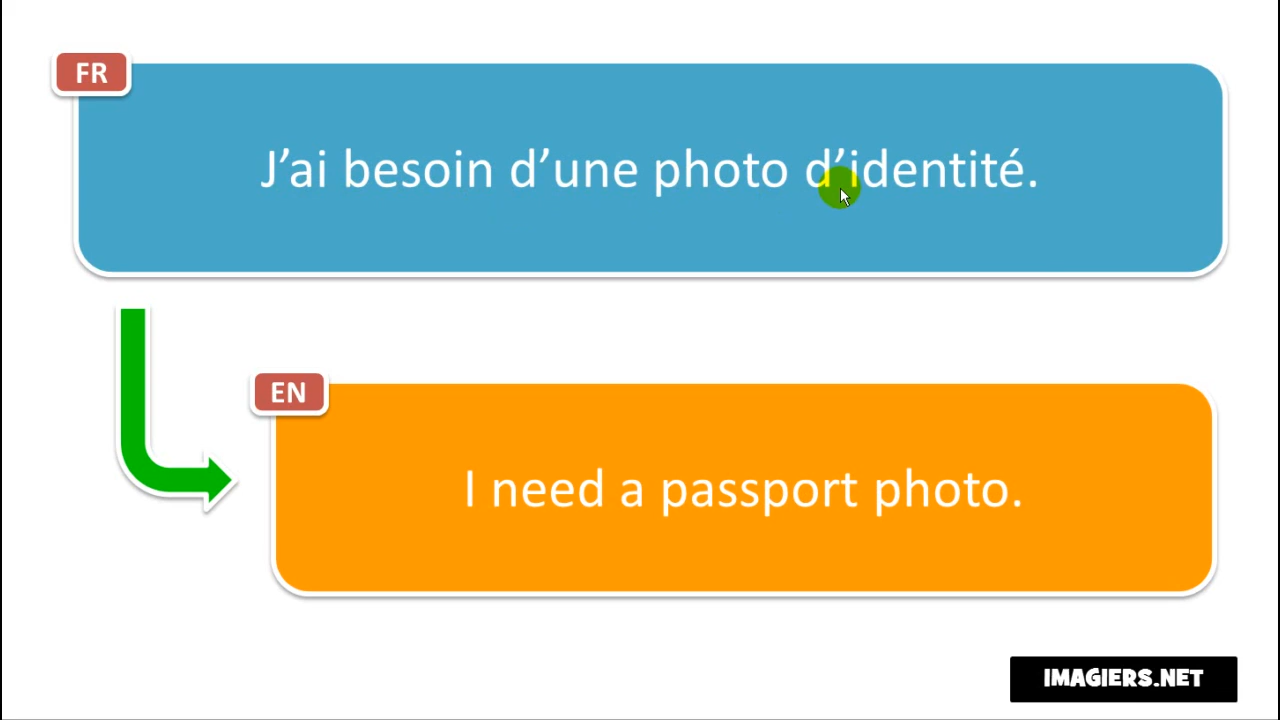 FR
J’ai besoin d’une photo d’identité.
EN
I need a passport photo.
IMAGIERS.NET